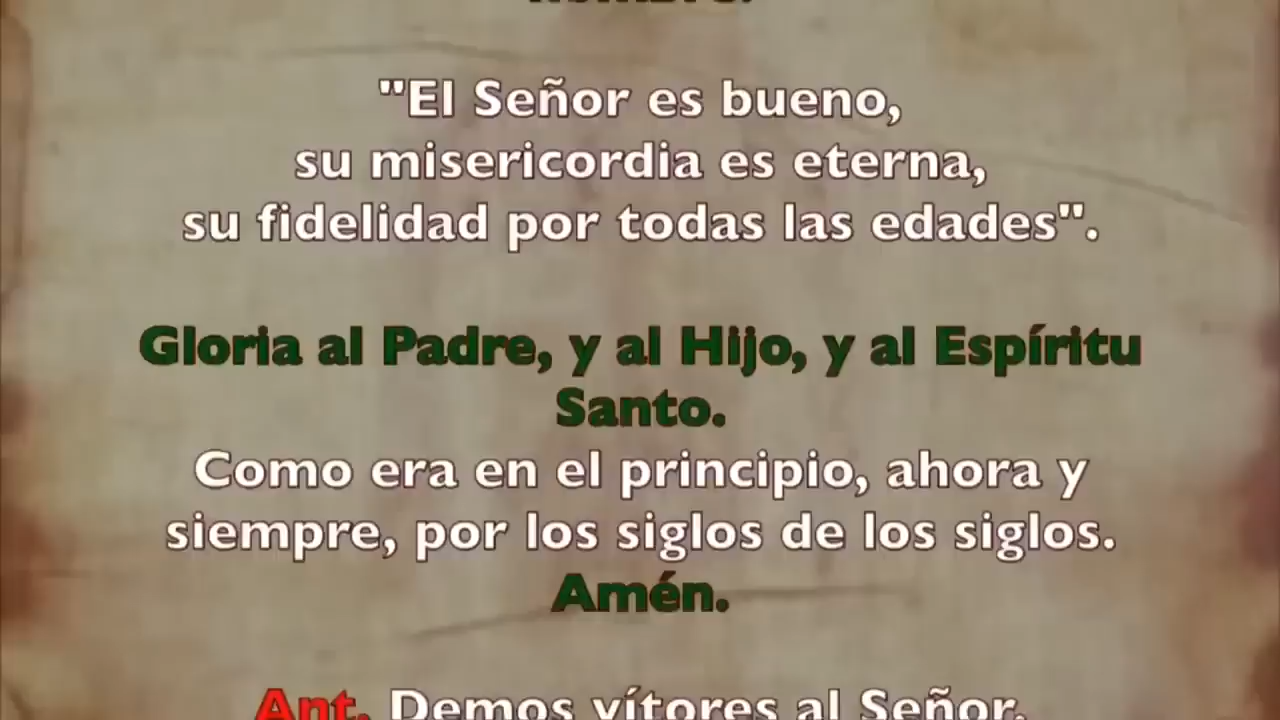 "El Señor es bueno,
su misericordia es eterna,
su fidelidad por todas las edades".
Gloria al Padre, y al Hijo, y al Espíritu
Santo.
Como era en el principio, ahora y
siempre, por los siglos de los siglos.
Amén.
Ant. Demos vítores al Señor,